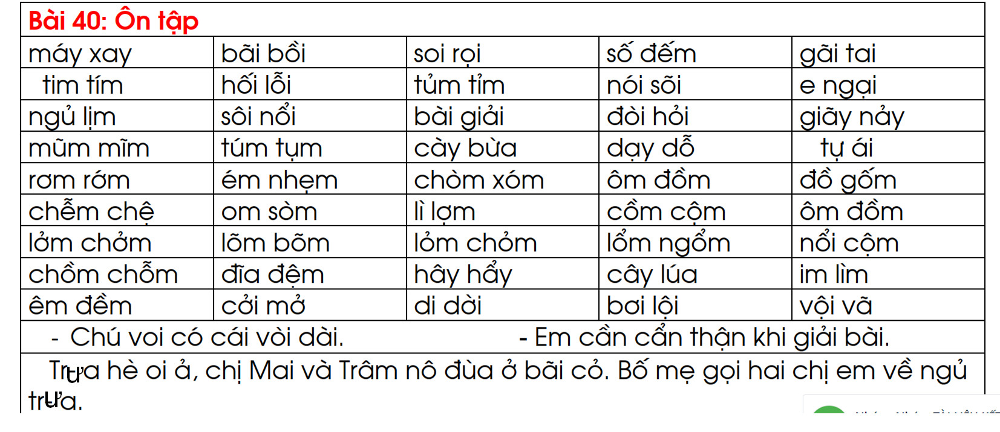 Bài 40: Ôn tập
máy xay bãi bồi soi rọi số đếm gãi tai
tim tím hối lỗi tủm tỉm nói sõi e ngại
ngủ lịm sôi nổi bài giải đòi hỏi giãy nảy
mũm mĩm túm tụm cày bừa dạy dỗ tự ái
rơm rớm ém nhẹm chòm xóm ôm đồm đồ gốm
chễm chệ om sòm lì lợm cồm cộm ôm đồm
lởm chởm lõm bõm lỏm chỏm lổm ngổm nổi cộm
chồm chỗm đĩa đệm hây hẩy cây lúa im lìm
êm đềm cởi mở di dời bơi lội vội vã
- Chú voi có cái vòi dài. - Em cần cẩn thận khi giải bài.
Trưa hè oi ả, chị Mai và Trâm nô đùa ở bãi cỏ. Bố mẹ gọi hai chị em về ngủ
trưa.